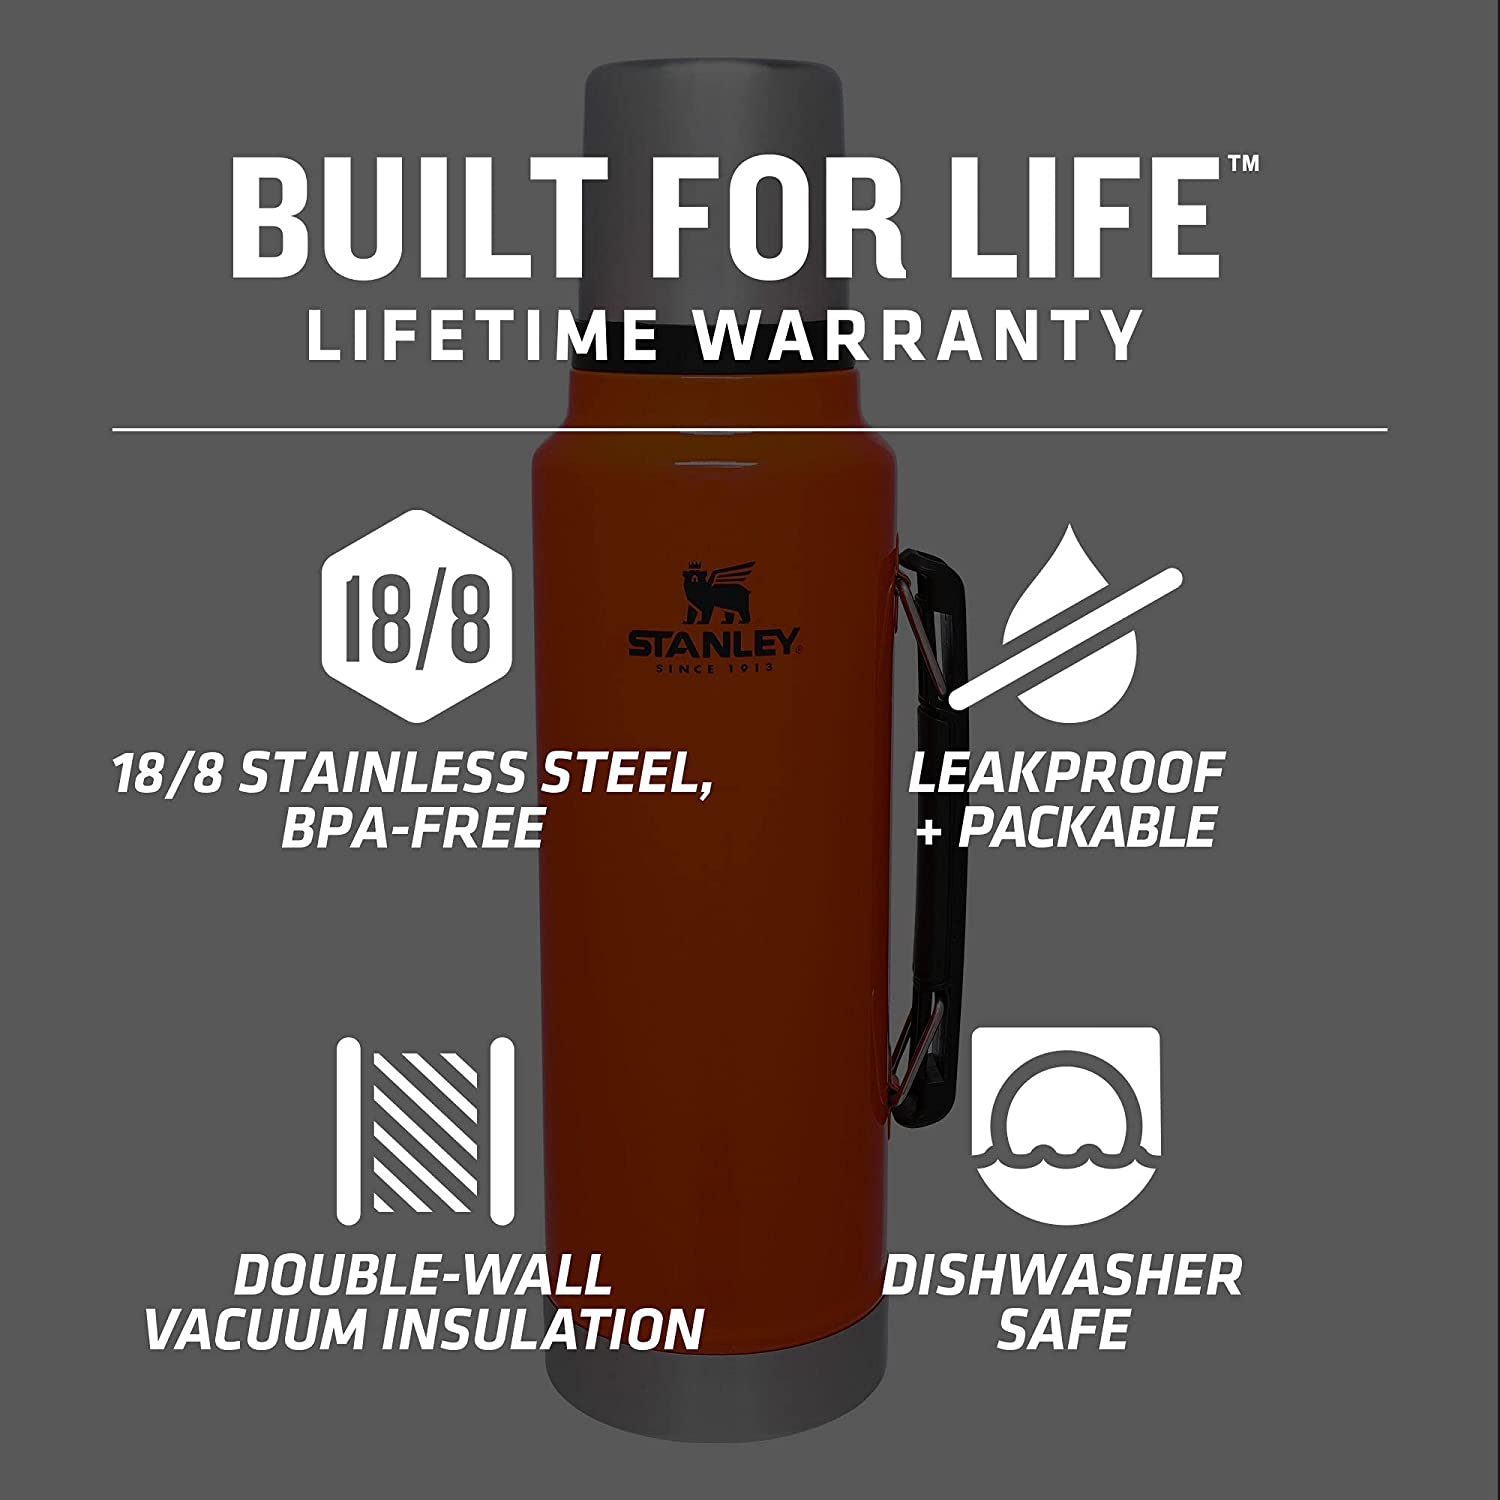 BUILT FOR LIFE™
LIFETIME WARRANTY
STANLEY®
SINCE 1913
18/8
18/8 STAINLESS STEEL,
BPA-FREE
LEAKPROOF
+ PACKABLE
DOUBLE-WALL
VACUUM INSULATION
DISHWASHER
SAFE